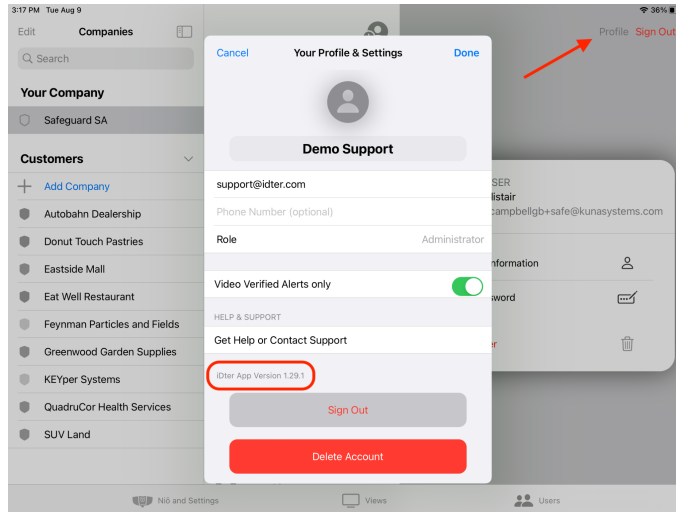 3:17 PM Tue Aug 9
36%
Edit
Companies
Search
Your Company
Safeguard SA
Customers
Add Company
Autobahn Dealership
Donut Touch Pastries
Eastside Mall
Eat Well Restaurant
Feynman Particles and Fields
Greenwood Garden Supplies
KEYper Systems
QuadruCor Health Services
SUV Land
Cancel
Your Profile & Settings
Done
Demo Support
support@idter.com
Phone Number (optional)
Role
Administrator
Video Verified Alerts only
HELP & SUPPORT
Get Help or Contact Support
iDter App Version 1.29.1
Sign Out
Delete Account
Profile Sign Out
SER
listair
campbellgb+safe@kunasystems.com
nformation
sword
er
Niō and Settings
Views
Users